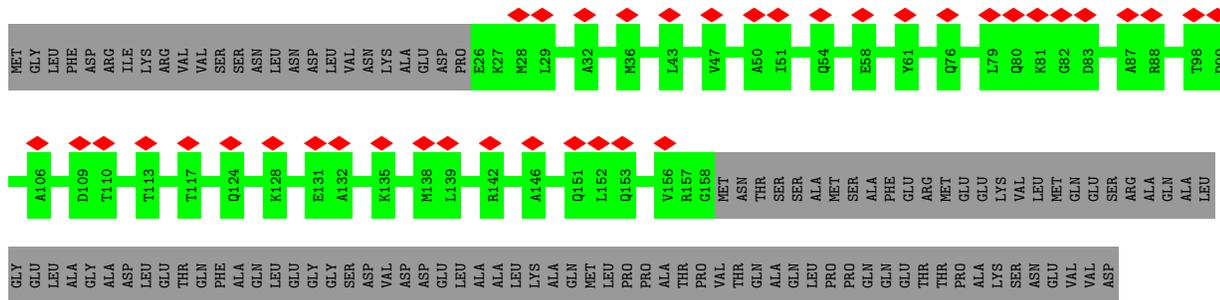 MET GLY LEU PHE ASP ARG ILE LYS ARG VAL VAL SER SER ASN LEU ASN ASP LEU VAL ASN LYS ALA GLU ASP PRO E26 K27 M28 L29 A32 M36 L43 V47 A50 I51 Q54 E58 Y61 Q76 L79 Q80 K81 G82 D83 A87 R88 T98
A106 D109 T110 T113 T117 Q124 K128 E131 A132 K135 M138 L139 R142 A146 Q151 L152 Q153 V156 R157 G158 MET ASN THR SER SER ALA MET SER ALA PHE GLU ARG MET GLU GLU LYS VAL LEU MET GLN GLU SER ARG ALA GLN ALA LEU
GLY GLU LEU ALA GLY ALA ASP LEU GLU THR GLN PHE ALA GLN LEU GLU GLY GLY SER ASP VAL ASP ASP GLU LEU ALA ALA LEU LYS ALA GLN MET LEU PRO PRO ALA THR PRO VAL THR GLN ALA GLN LEU PRO PRO GLN GLN GLU THR THR PRO ALA LYS SER ASN GLU VAL VAL ASP